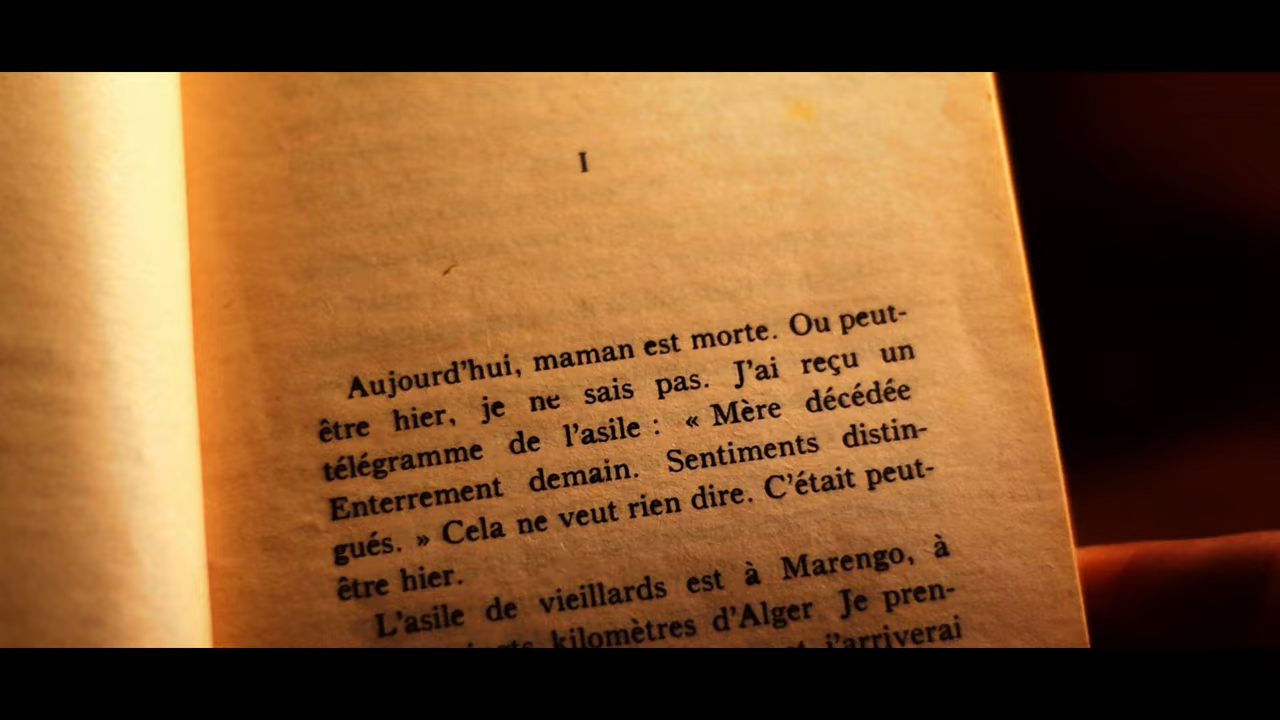 I
Aujourd'hui, maman est morte. Ou peut-
être hier, je ne sais pas. J'ai reçu un
télégramme de l'asile : « Mère décédée
Enterrement demain. Sentiments distin-
gués. » Cela ne veut rien dire. C'était peut-
être hier.
L'asile de vieillards est à Marengo, à
kilomètres d'Alger Je pren-
j'arriverai